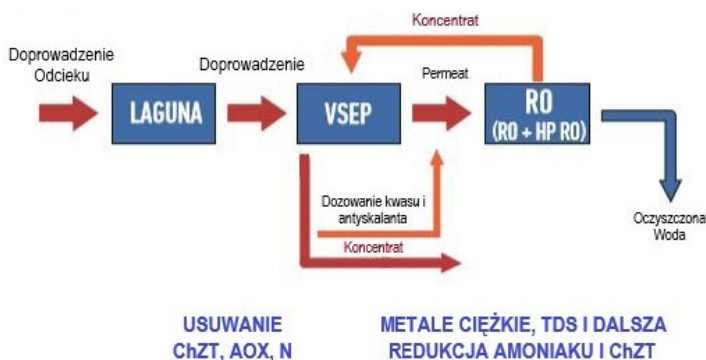 Koncentrat
Doprowadzenie
Odcieku
Doprowadzenie
Permeat
LAGUNA
VSEP
RO
(RO + HP RO)
Dozowanie kwasu i
antyskalanta
Koncentrat
Oczyszczona
Woda
USUWANIE
ChZT, AOX, N
METALE CIĘŻKIE, TDS I DALSZA
REDUKCJA AMONIAKU I ChZT